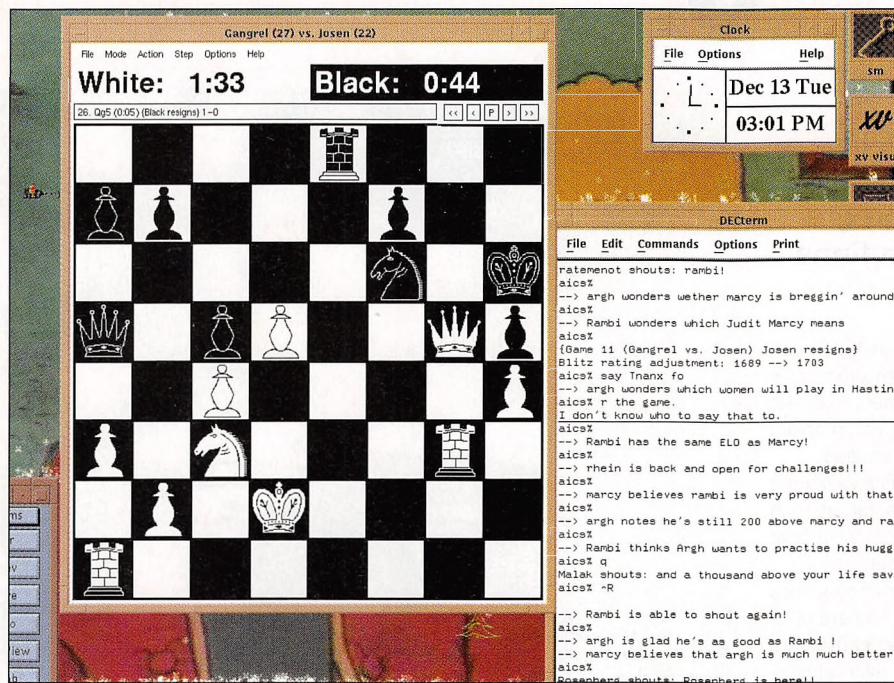 Gangrel (27) vs. Josen (22)
File Mode Action Step Options Help
White: 1:33 Black: 0:44
26. Qg5 (0:05) (Black resigns) 1-0
<< < P > >>
Clock
File Options Help
Dec 13 Tue
03:01 PM
sm
xv
xv visu
DECterm
File Edit Commands Options Print
ratemenot shouts: rambi!
aics%
--> argh wonders wether marcy is breggin' around
aics%
--> Rambi wonders which Judit Marcy means
aics%
{Game 11 (Gangrel vs. Josen) Josen resigns}
Blitz rating adjustment: 1689 --> 1703
aics% say Tnanx fo
--> argh wonders which women will play in Hastin
aics% r the game.
I don't know who to say that to.
aics%
--> Rambi has the same ELO as Marcy!
aics%
--> rhein is back and open for challenges!!!
aics%
--> marcy believes rambi is very proud with that
aics%
--> argh notes he's still 200 above marcy and ra
aics%
--> Rambi thinks Argh wants to practise his hugg
aics% q
Malak shouts: and a thousand above your life sav
aics% ^R
--> Rambi is able to shout again!
aics%
--> argh is glad he's as good as Rambi !
--> marcy believes that argh is much much better
aics%
Rosenberg shouts: Rosenberg is here!!
ms
r
v
e
o
View
h